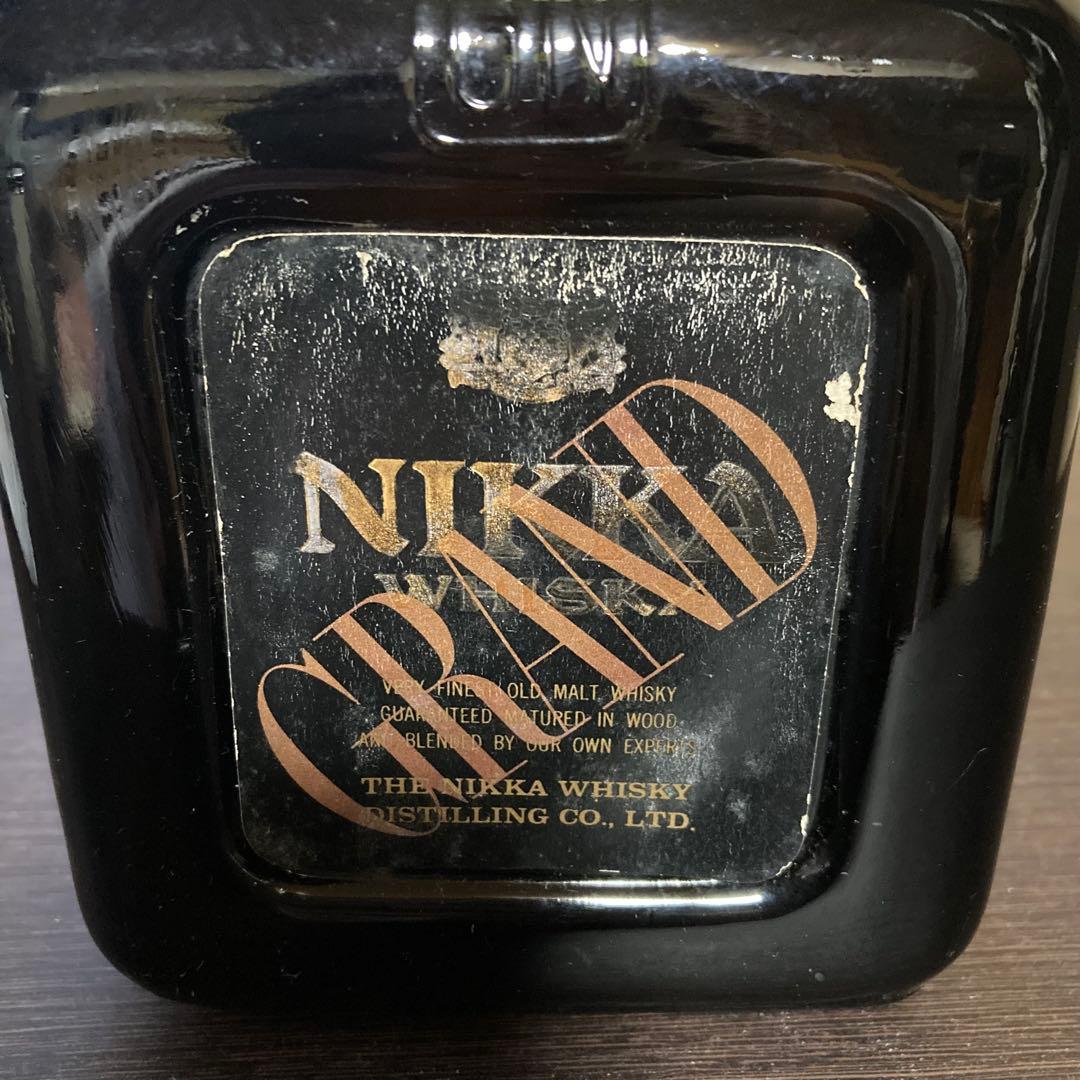 NIKKA
WHISKY
GRAND
VERY FINEST OLD MALT WHISKY
GUARANTEED MATURED IN WOOD
AND BLENDED BY OUR OWN EXPERTS
THE NIKKA WHISKY
DISTILLING CO., LTD.